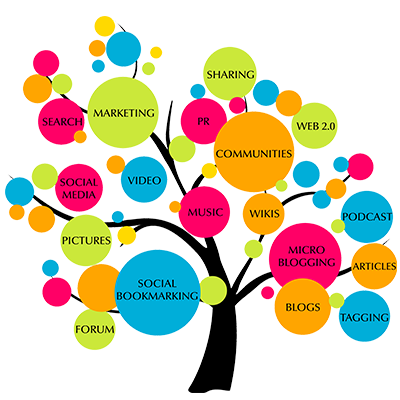 SHARING
MARKETING
SEARCH
PR
WEB 2.0
COMMUNITIES
VIDEO
SOCIAL
MEDIA
MUSIC
WIKIS
PODCAST
PICTURES
MICRO
BLOGGING
ARTICLES
SOCIAL
BOOKMARKING
BLOGS
TAGGING
FORUM